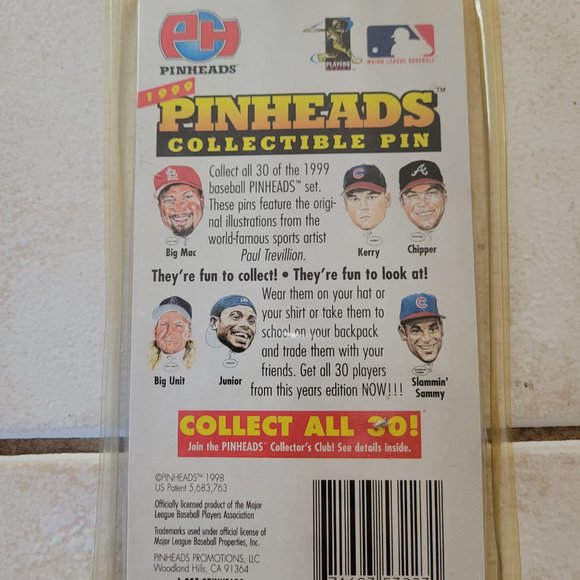 PH
PINHEADS™
PLAYERS
MAJOR LEAGUE BASEBALL
1999
PINHEADS™
COLLECTIBLE PIN
Collect all 30 of the 1999
baseball PINHEADS™ set.
These pins feature the origi-
nal illustrations from the
world-famous sports artist
Paul Trevillion.
Big Mac
Kerry
Chipper
They're fun to collect! • They're fun to look at!
Wear them on your hat or
your shirt or take them to
school on your backpack
and trade them with your
friends. Get all 30 players
from this years edition NOW!!!
Big Unit
Junior
Slammin'
Sammy
COLLECT ALL 30!
Join the PINHEADS™ Collector's Club! See details inside.
©PINHEADS™ 1998
US Patent 5,683,763
Officially licensed product of the Major
League Baseball Players Association
Trademarks used under official license of
Major League Baseball Properties, Inc.
PINHEADS PROMOTIONS, LLC
Woodland Hills, CA 91364